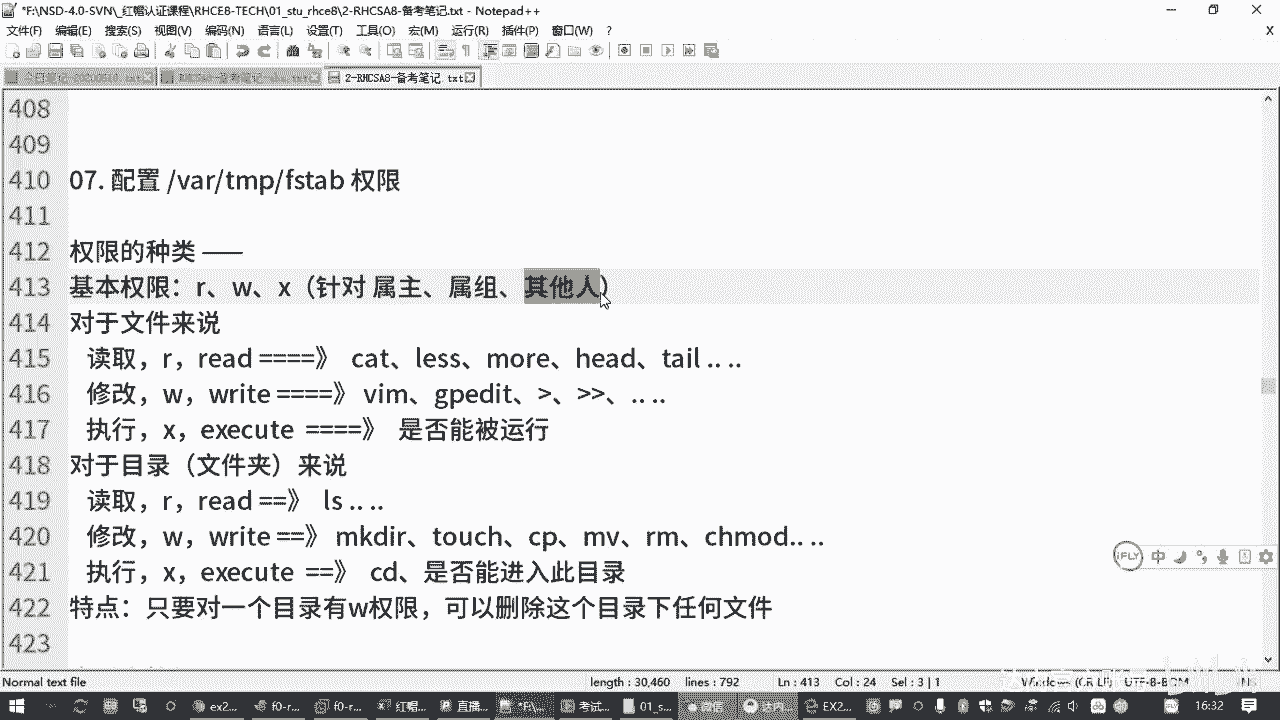 *F:\NSD-4.0-SVN\_红帽认证课程\RHCE8-TECH\01_stu_rhce8\2-RHCSA8-备考笔记.txt - Notepad++
文件(F) 编辑(E) 搜索(S) 视图(V) 编码(N) 语言(L) 设置(T) 工具(O) 宏(M) 运行(R) 插件(P) 窗口(W) ? X
2-RHCSA8-备考笔记.txt
408
409
410 07. 配置 /var/tmp/fstab 权限
411
412 权限的种类 ——
413 基本权限：r、w、x（针对 属主、属组、其他人）
414 对于文件来说
415 读取，r，read ====》 cat、less、more、head、tail .. ..
416 修改，w，write ====》 vim、gpedit、>、>>、.. ..
417 执行，x，execute ====》 是否能被运行
418 对于目录（文件夹）来说
419 读取，r，read ==》 ls .. ..
420 修改，w，write ==》 mkdir、touch、cp、mv、rm、chmod.. ..
421 执行，x，execute ==》 cd、是否能进入此目录
422 特点：只要对一个目录有w权限，可以删除这个目录下任何文件
423
iFLY 中
Normal text file length : 30,460 lines : 792 Ln : 413 Col : 24 Sel : 3 | 1
ex2... f0-r... f0-r... 红帽... 直播... 考试... 01_s... 微信 EX2... 16:32